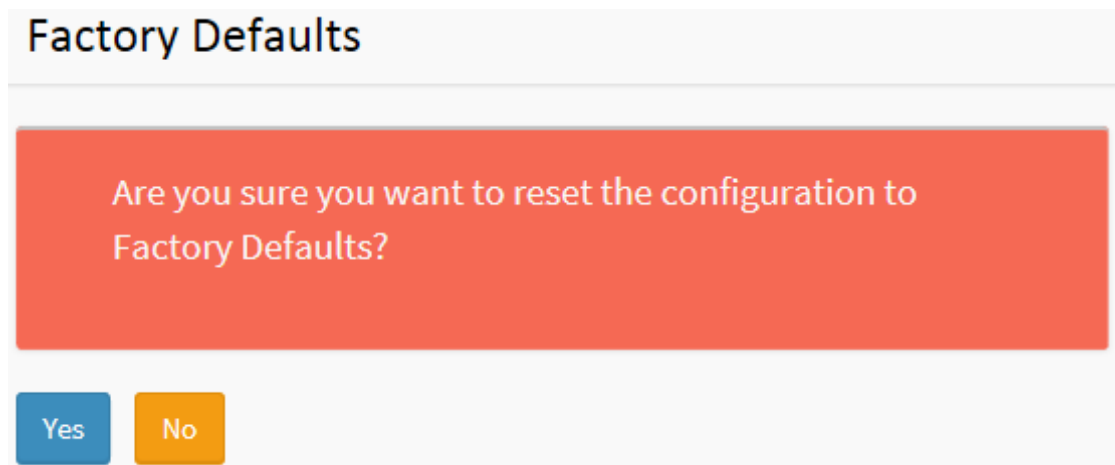 Factory Defaults
Are you sure you want to reset the configuration to
Factory Defaults?
Yes
No